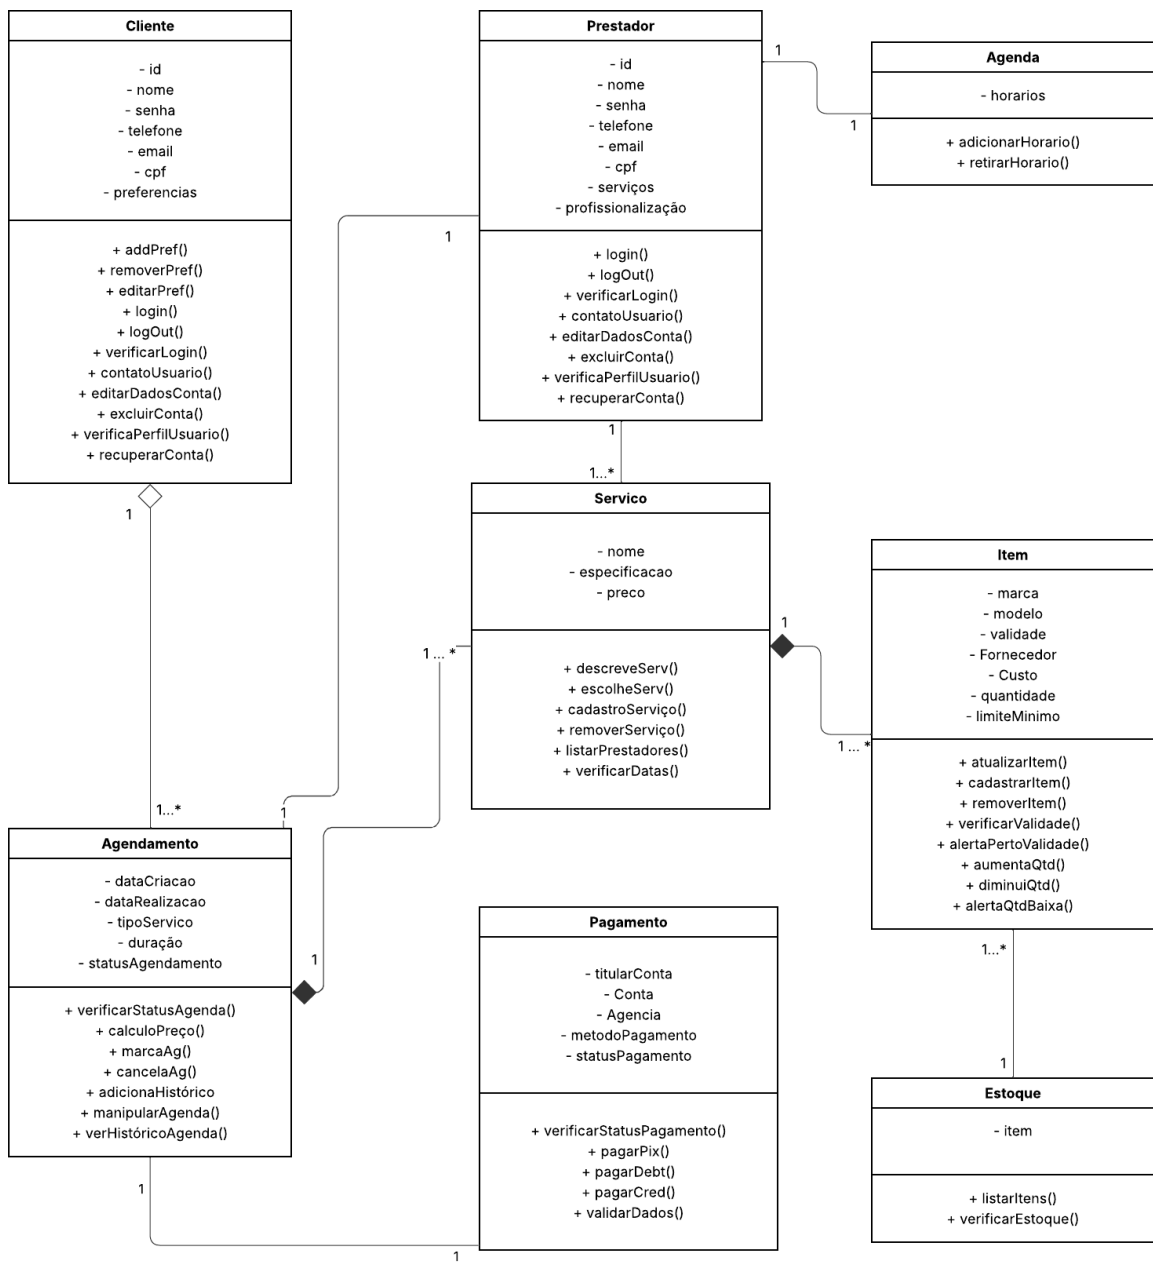 Cliente
- id
- nome
- senha
- telefone
- email
- cpf
- preferencias
+ addPref()
+ removerPref()
+ editarPref()
+ login()
+ logOut()
+ verificarLogin()
+ contatoUsuario()
+ editarDadosConta()
+ excluirConta()
+ verificaPerfilUsuario()
+ recuperarConta()
1
1...*
Prestador
- id
- nome
- senha
- telefone
- email
- cpf
- serviços
- profissionalização
+ login()
+ logOut()
+ verificarLogin()
+ contatoUsuario()
+ editarDadosConta()
+ excluirConta()
+ verificaPerfilUsuario()
+ recuperarConta()
1
1
1
1
1
1...*
Agenda
- horarios
+ adicionarHorario()
+ retirarHorario()
Servico
- nome
- especificacao
- preco
+ descreveServ()
+ escolheServ()
+ cadastroServiço()
+ removerServiço()
+ listarPrestadores()
+ verificarDatas()
1 ... *
1
1
1 ... *
Item
- marca
- modelo
- validade
- Fornecedor
- Custo
- quantidade
- limiteMinimo
+ atualizarItem()
+ cadastrarItem()
+ removerItem()
+ verificarValidade()
+ alertaPertoValidade()
+ aumentaQtd()
+ diminuiQtd()
+ alertaQtdBaixa()
1...*
1
Agendamento
- dataCriacao
- dataRealizacao
- tipoServico
- duração
- statusAgendamento
+ verificarStatusAgenda()
+ calculoPreço()
+ marcaAg()
+ cancelaAg()
+ adicionaHistórico
+ manipularAgenda()
+ verHistóricoAgenda()
1
1
Pagamento
- titularConta
- Conta
- Agencia
- metodoPagamento
- statusPagamento
+ verificarStatusPagamento()
+ pagarPix()
+ pagarDebt()
+ pagarCred()
+ validarDados()
Estoque
- item
+ listarItens()
+ verificarEstoque()